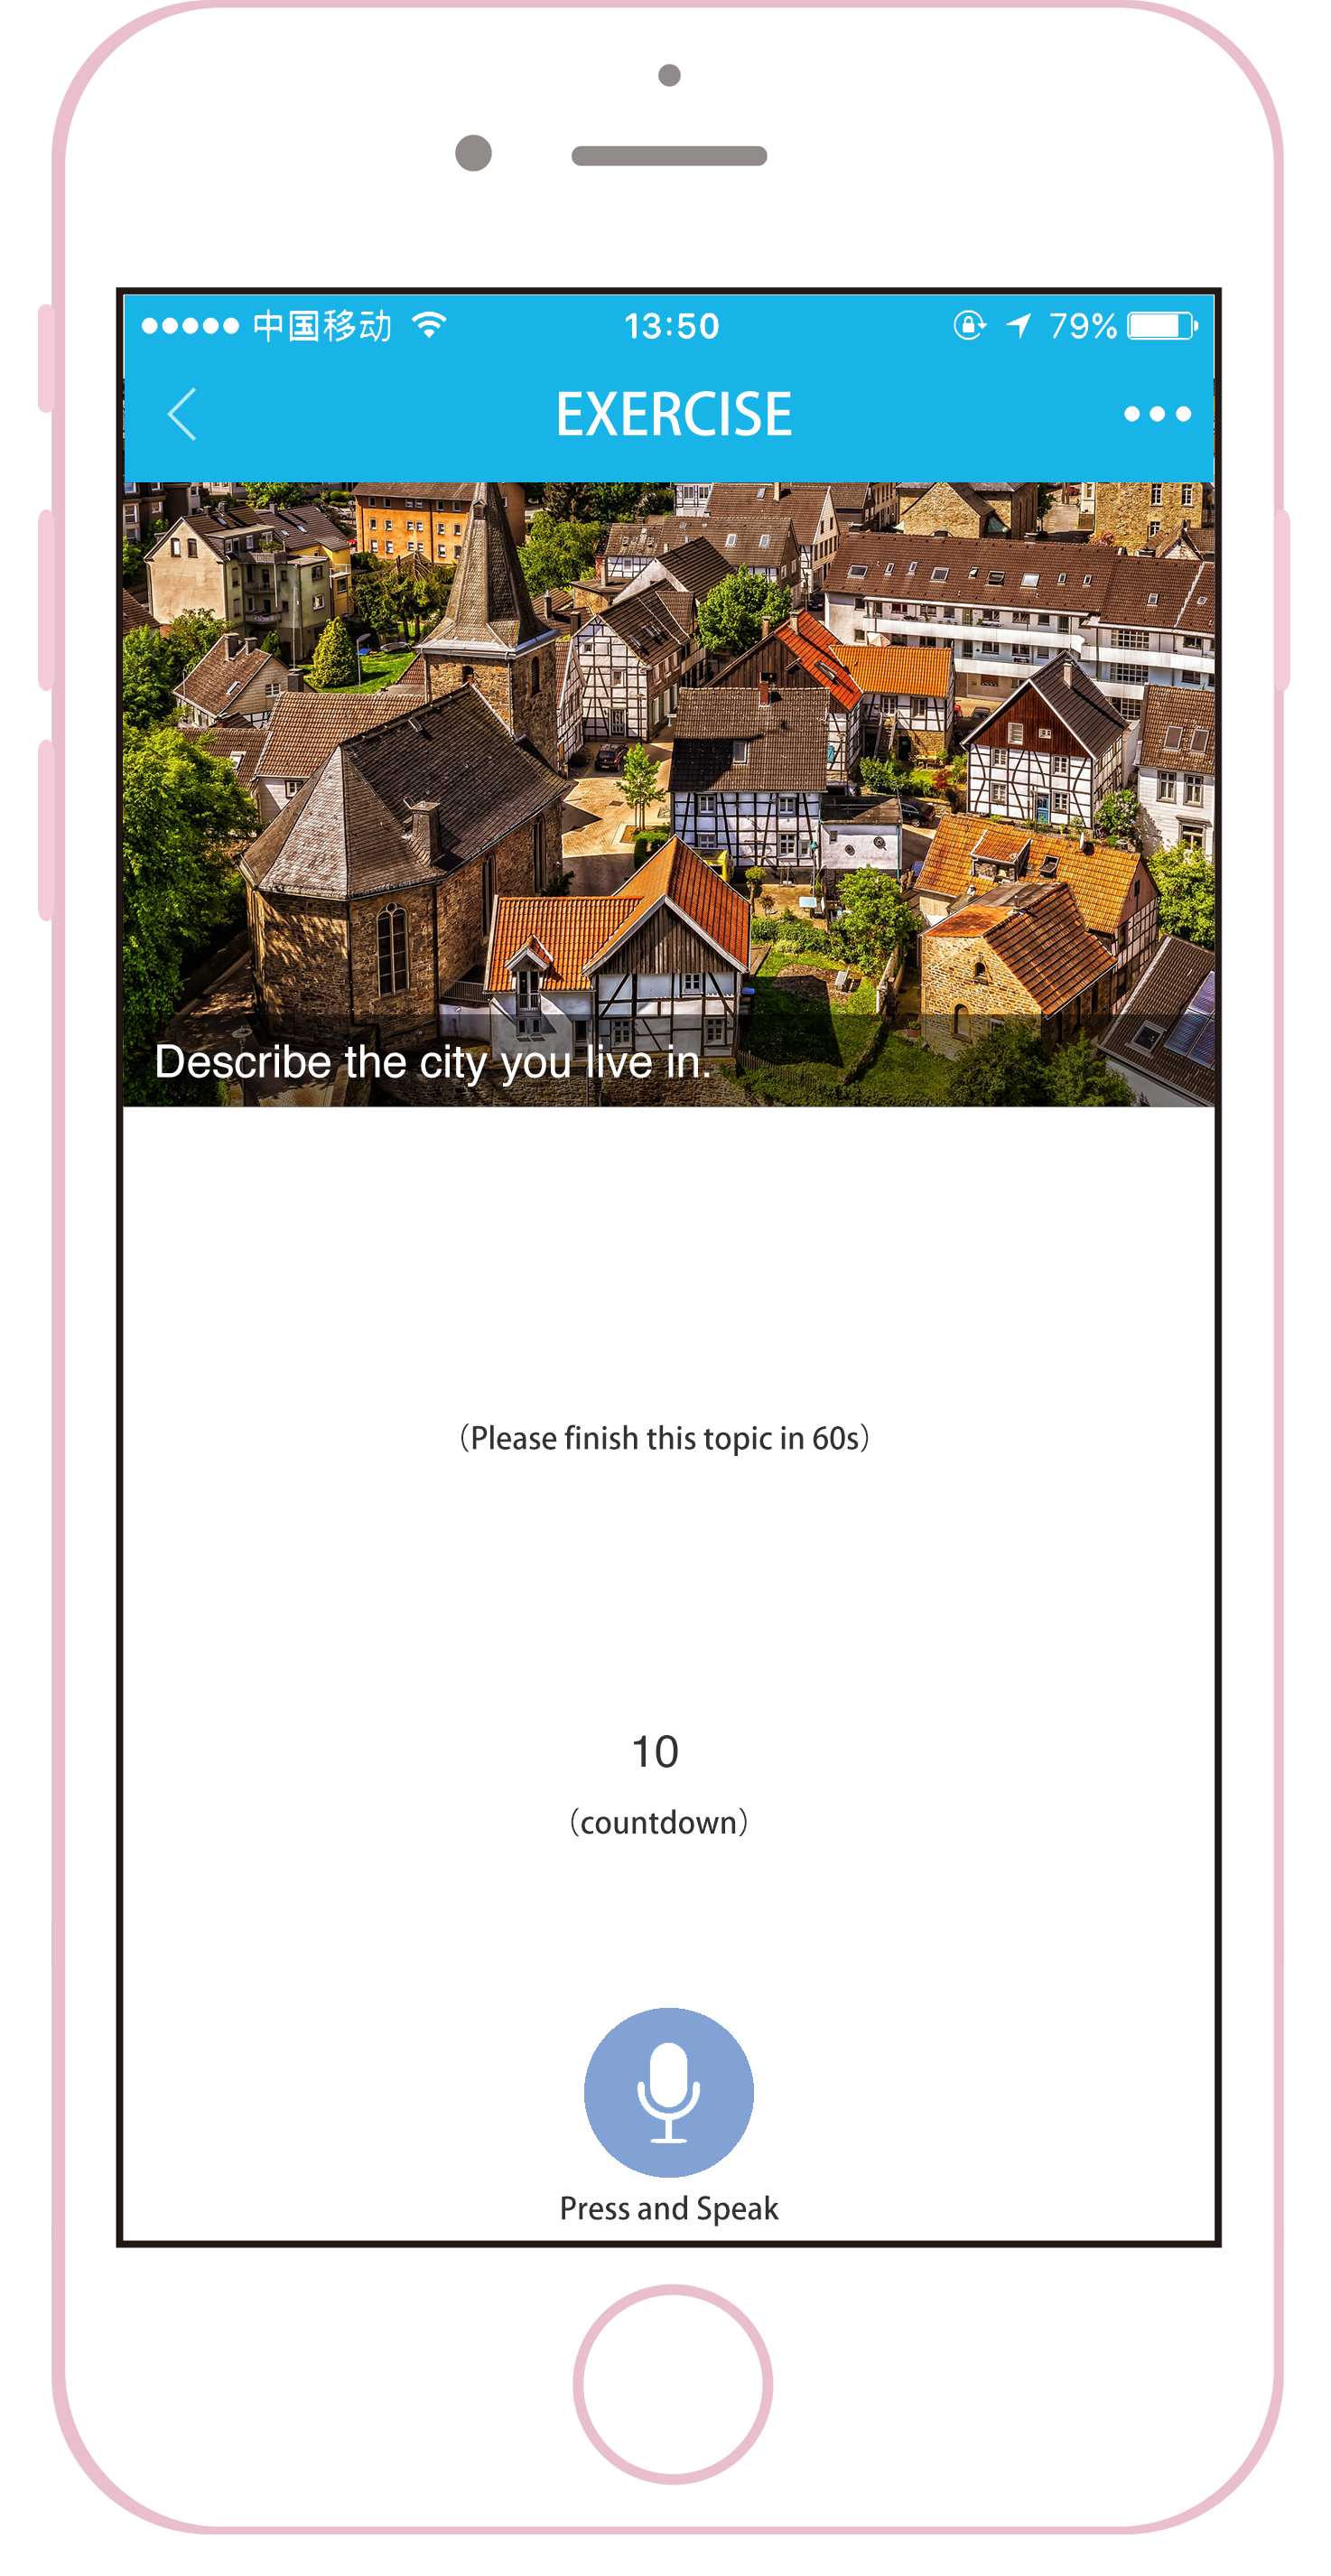 中国移动 13:50 79%
EXERCISE
Describe the city you live in.
（Please finish this topic in 60s）
10
（countdown）
Press and Speak